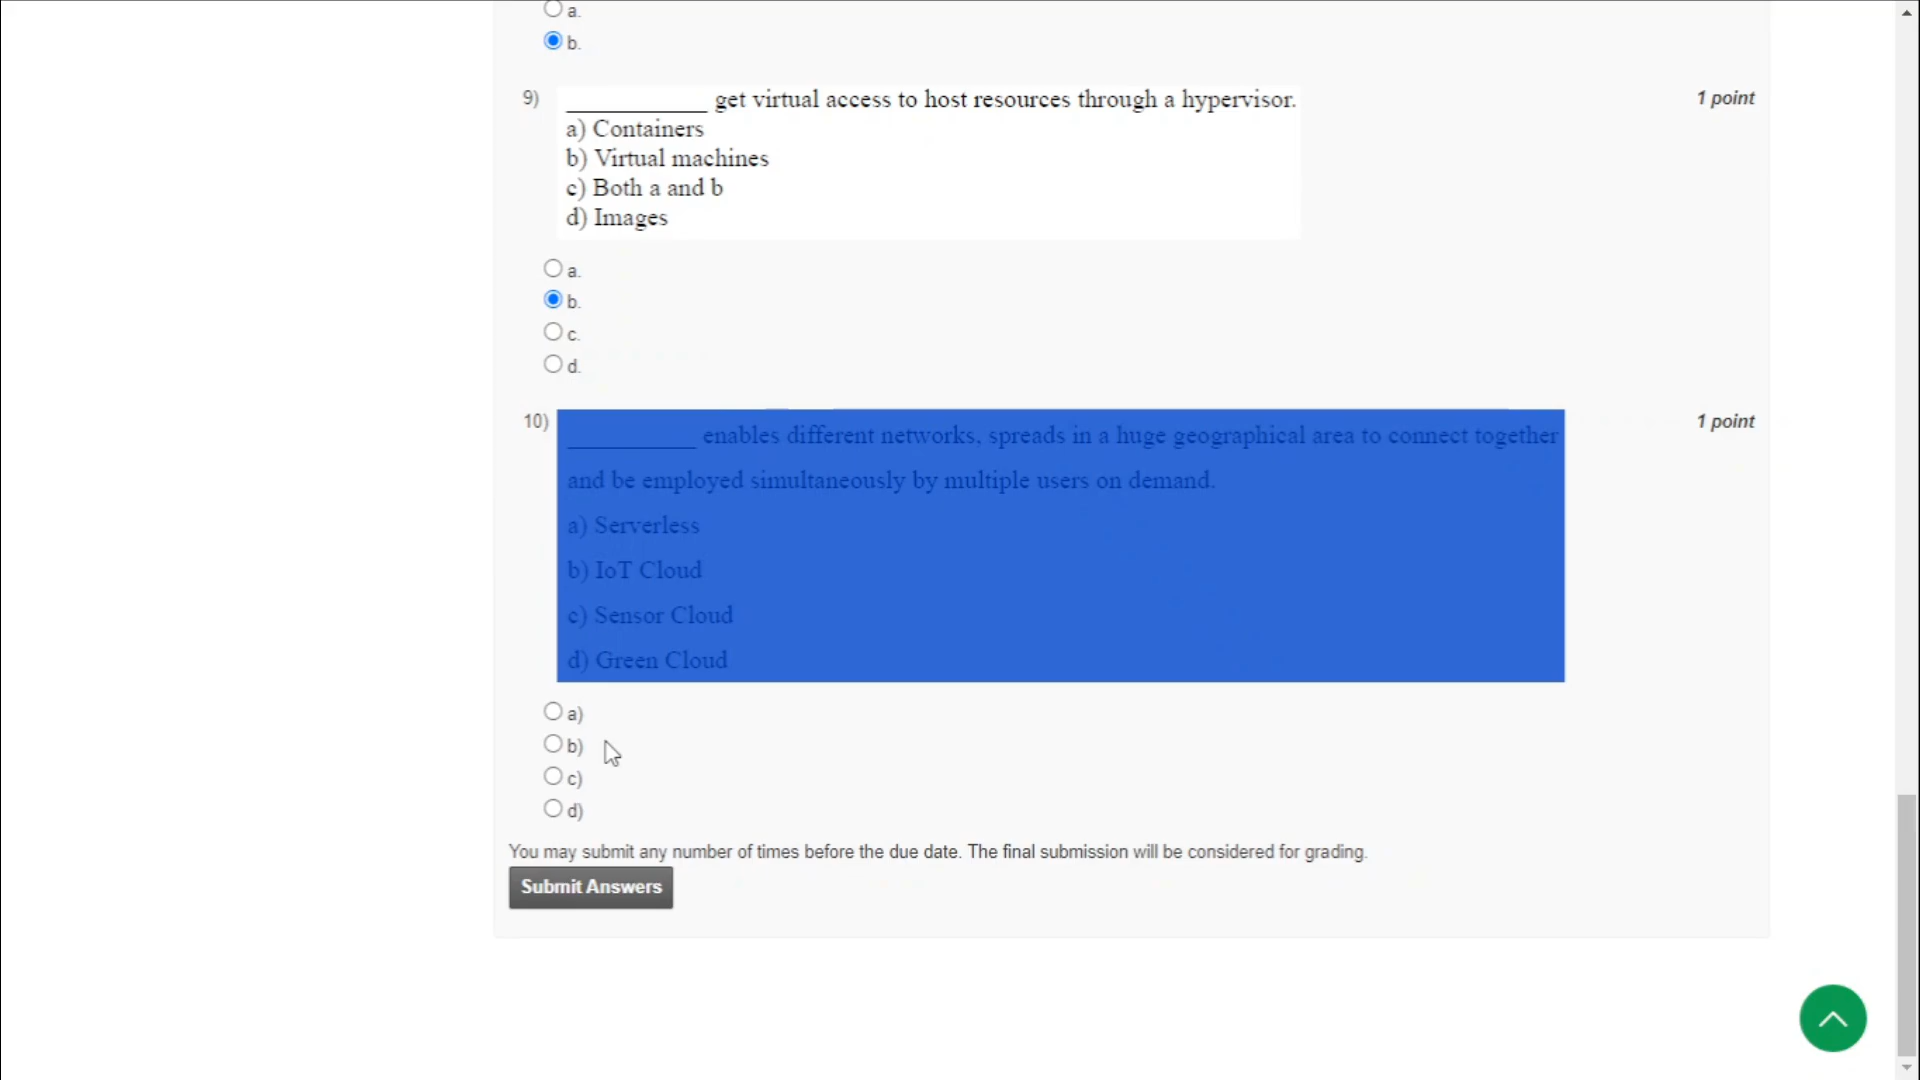 a.
b.
9) ____________ get virtual access to host resources through a hypervisor. 1 point
a) Containers
b) Virtual machines
c) Both a and b
d) Images
a.
b.
c.
d.
10) ___________ enables different networks, spreads in a huge geographical area to connect together 1 point
and be employed simultaneously by multiple users on demand.
a) Serverless
b) IoT Cloud
c) Sensor Cloud
d) Green Cloud
a)
b)
c)
d)
You may submit any number of times before the due date. The final submission will be considered for grading.
Submit Answers